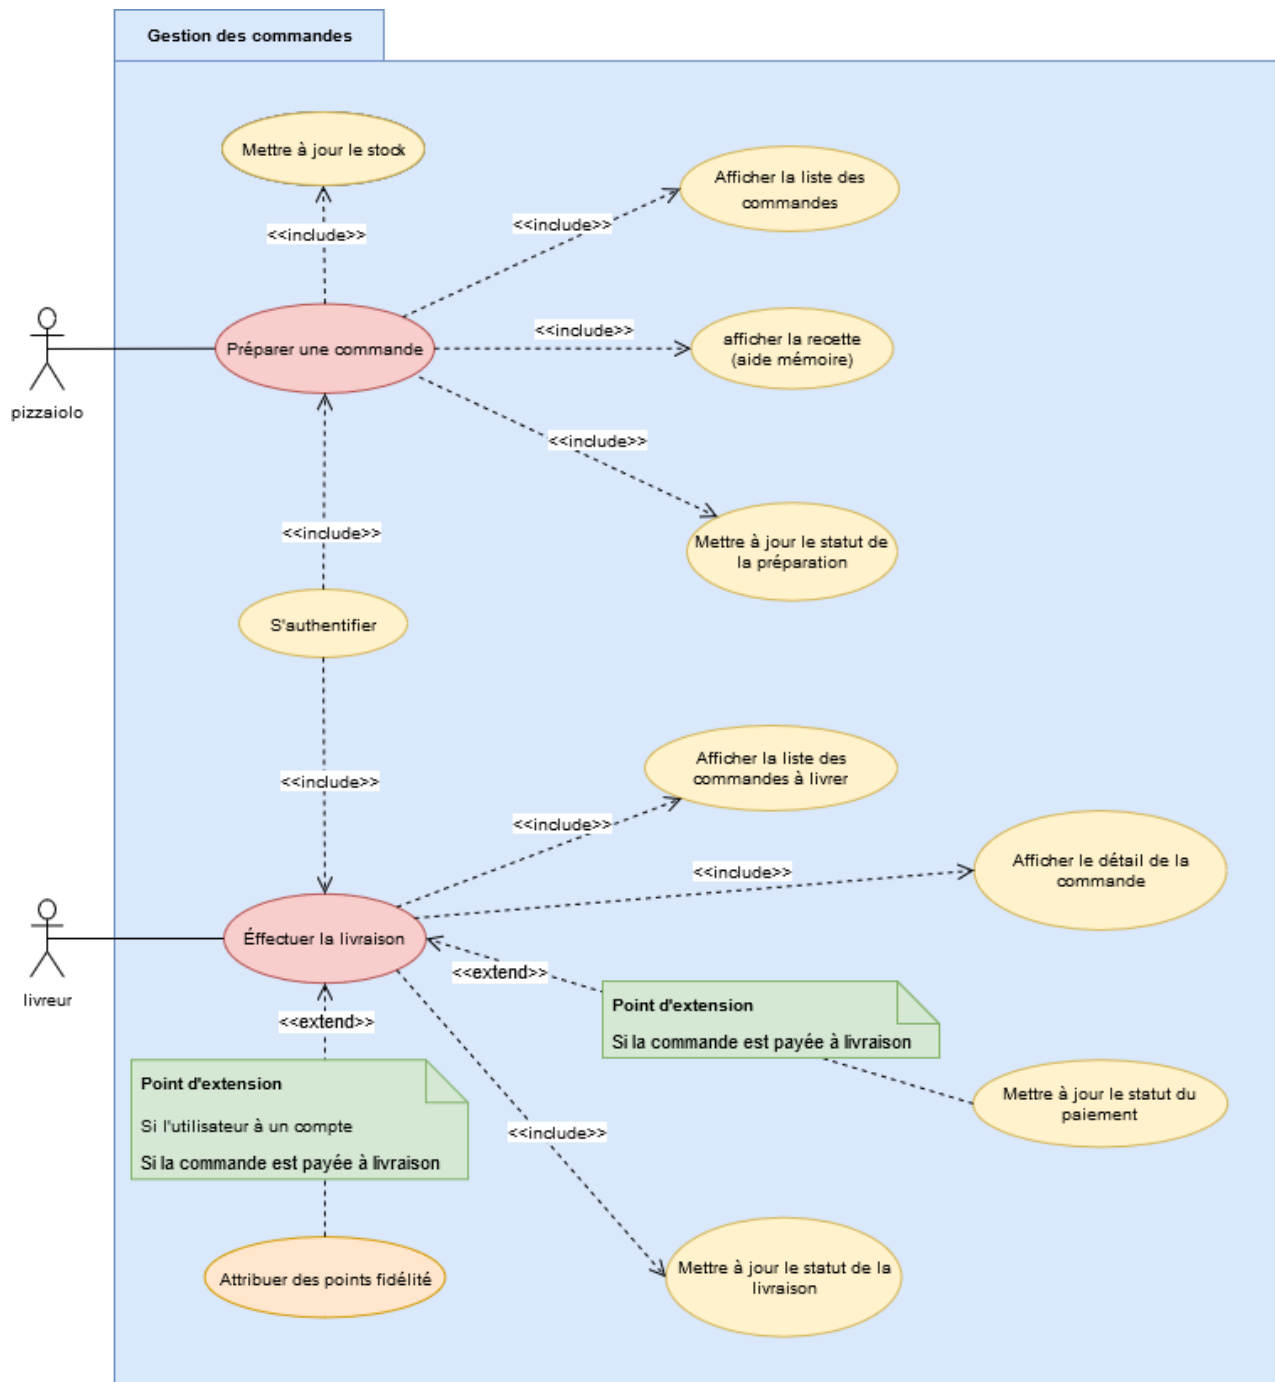 Gestion des commandes
Mettre à jour le stock
Afficher la liste des
commandes
<<include>>
<<include>>
<<include>>
Préparer une commande
afficher la recette
(aide mémoire)
pizzaiolo
<<include>>
<<include>>
Mettre à jour le statut de
la préparation
S'authentifier
<<include>>
Afficher la liste des
commandes à livrer
<<include>>
<<include>>
Afficher le détail de la
commande
Éffectuer la livraison
livreur
<<extend>>
<<extend>>
Point d'extension
Si la commande est payée à livraison
Point d'extension
Si l'utilisateur à un compte
Si la commande est payée à livraison
Mettre à jour le statut du
paiement
<<include>>
Attribuer des points fidélité
Mettre à jour le statut de la
livraison